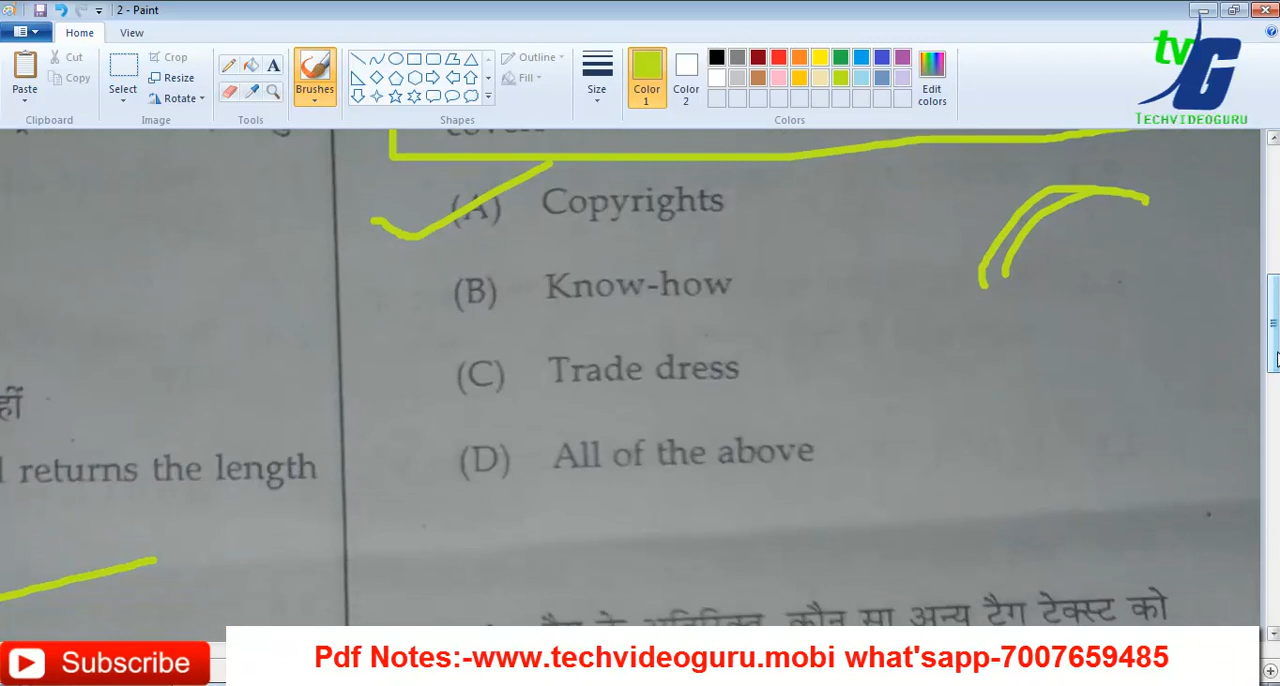 2 - Paint
Home
View
Paste
Cut
Copy
Clipboard
Select
Crop
Resize
Rotate
Image
A
Tools
Brushes
Shapes
Outline
Fill
Size
Color
1
Color
2
Edit
colors
Colors
tvG
TECHVIDEOGURU
(A) Copyrights
(B) Know-how
(C) Trade dress
(D) All of the above
returns the length
कौन सा अन्य टैग टेक्स्ट को
Subscribe
Pdf Notes:-www.techvideoguru.mobi what'sapp-7007659485